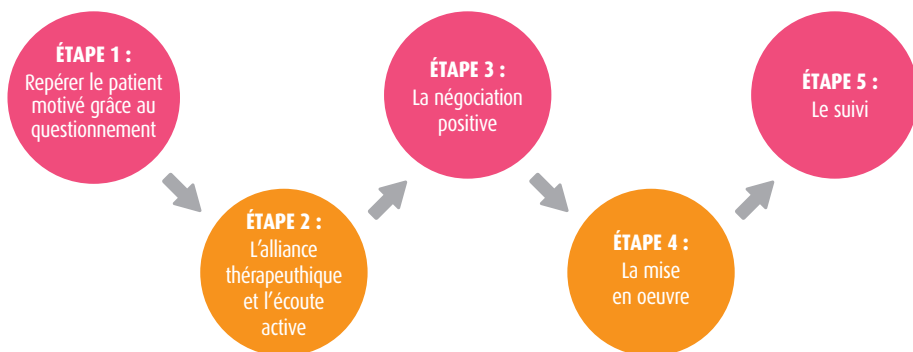 ÉTAPE 1 :
Repérer le patient
motivé grâce au
questionnement
ÉTAPE 2 :
L'alliance
thérapeuthique
et l'écoute
active
ÉTAPE 3 :
La négociation
positive
ÉTAPE 4 :
La mise
en oeuvre
ÉTAPE 5 :
Le suivi